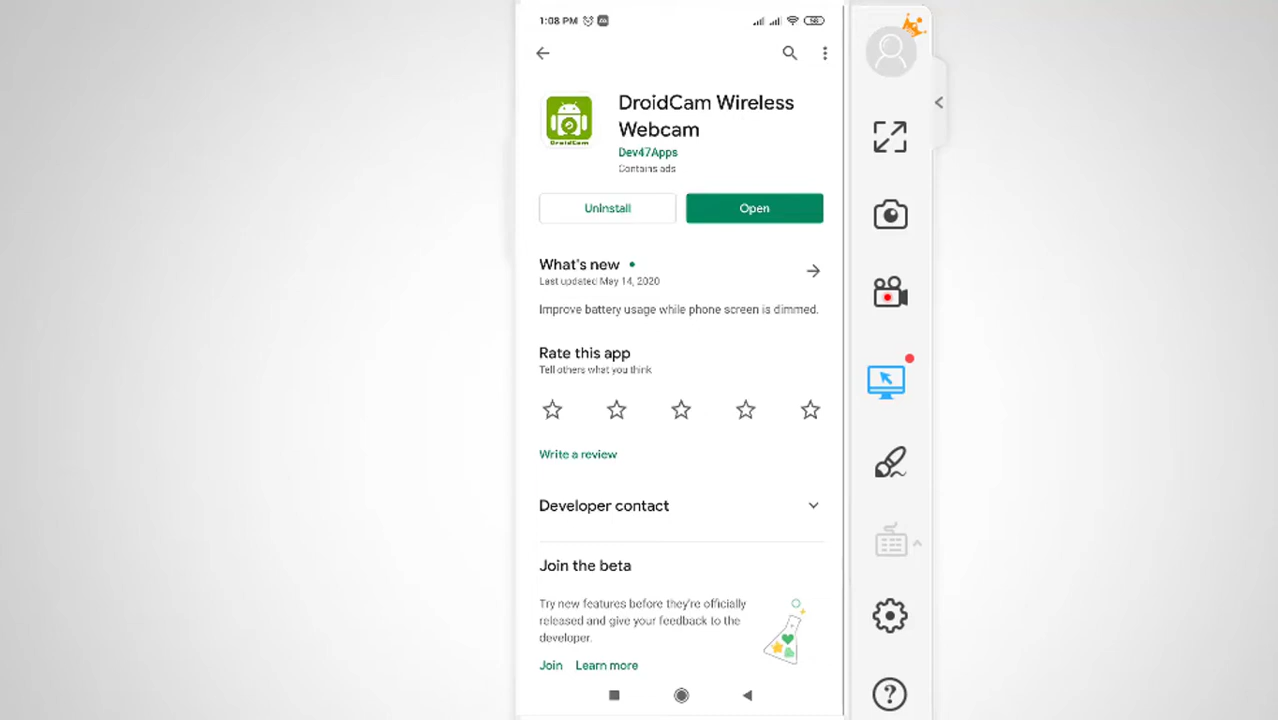 1:08 PM
58
DroidCam Wireless
Webcam
DroidCam
Dev47Apps
Contains ads
Uninstall
Open
What's new
Last updated May 14, 2020
Improve battery usage while phone screen is dimmed.
Rate this app
Tell others what you think
Write a review
Developer contact
Join the beta
Try new features before they're officially
released and give your feedback to the
developer.
Join Learn more